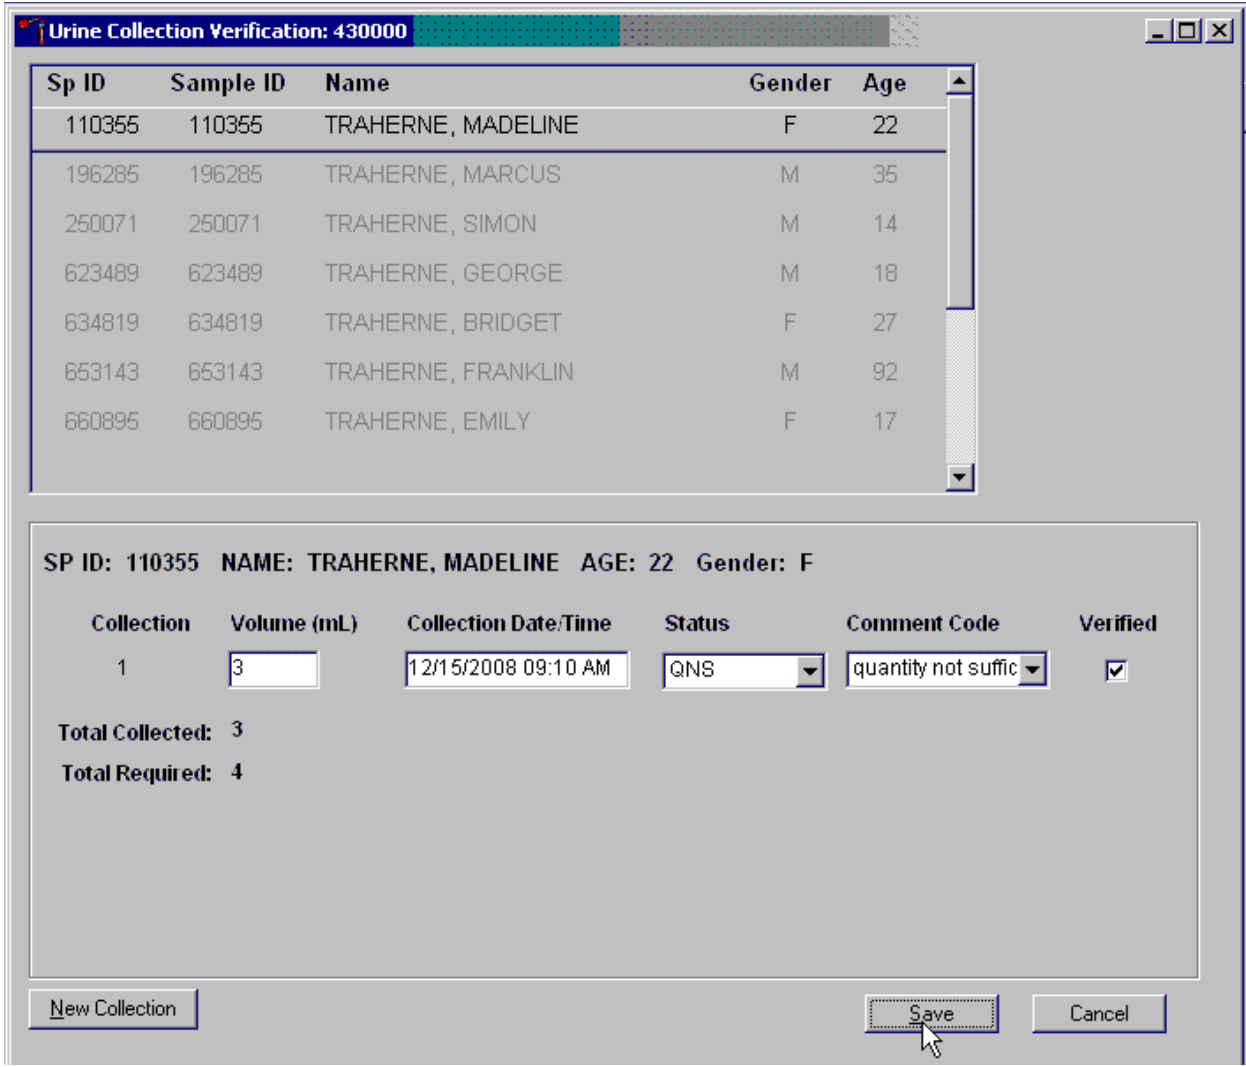 Urine Collection Verification: 430000
Sp ID Sample ID Name Gender Age
110355 110355 TRAHERNE, MADELINE F 22
196285 196285 TRAHERNE, MARCUS M 35
250071 250071 TRAHERNE, SIMON M 14
623489 623489 TRAHERNE, GEORGE M 18
634819 634819 TRAHERNE, BRIDGET F 27
653143 653143 TRAHERNE, FRANKLIN M 92
660895 660895 TRAHERNE, EMILY F 17
SP ID: 110355 NAME: TRAHERNE, MADELINE AGE: 22 Gender: F
Collection Volume (mL) Collection Date/Time Status Comment Code Verified
1 3 12/15/2008 09:10 AM QNS quantity not suffic
Total Collected: 3
Total Required: 4
New Collection Save Cancel